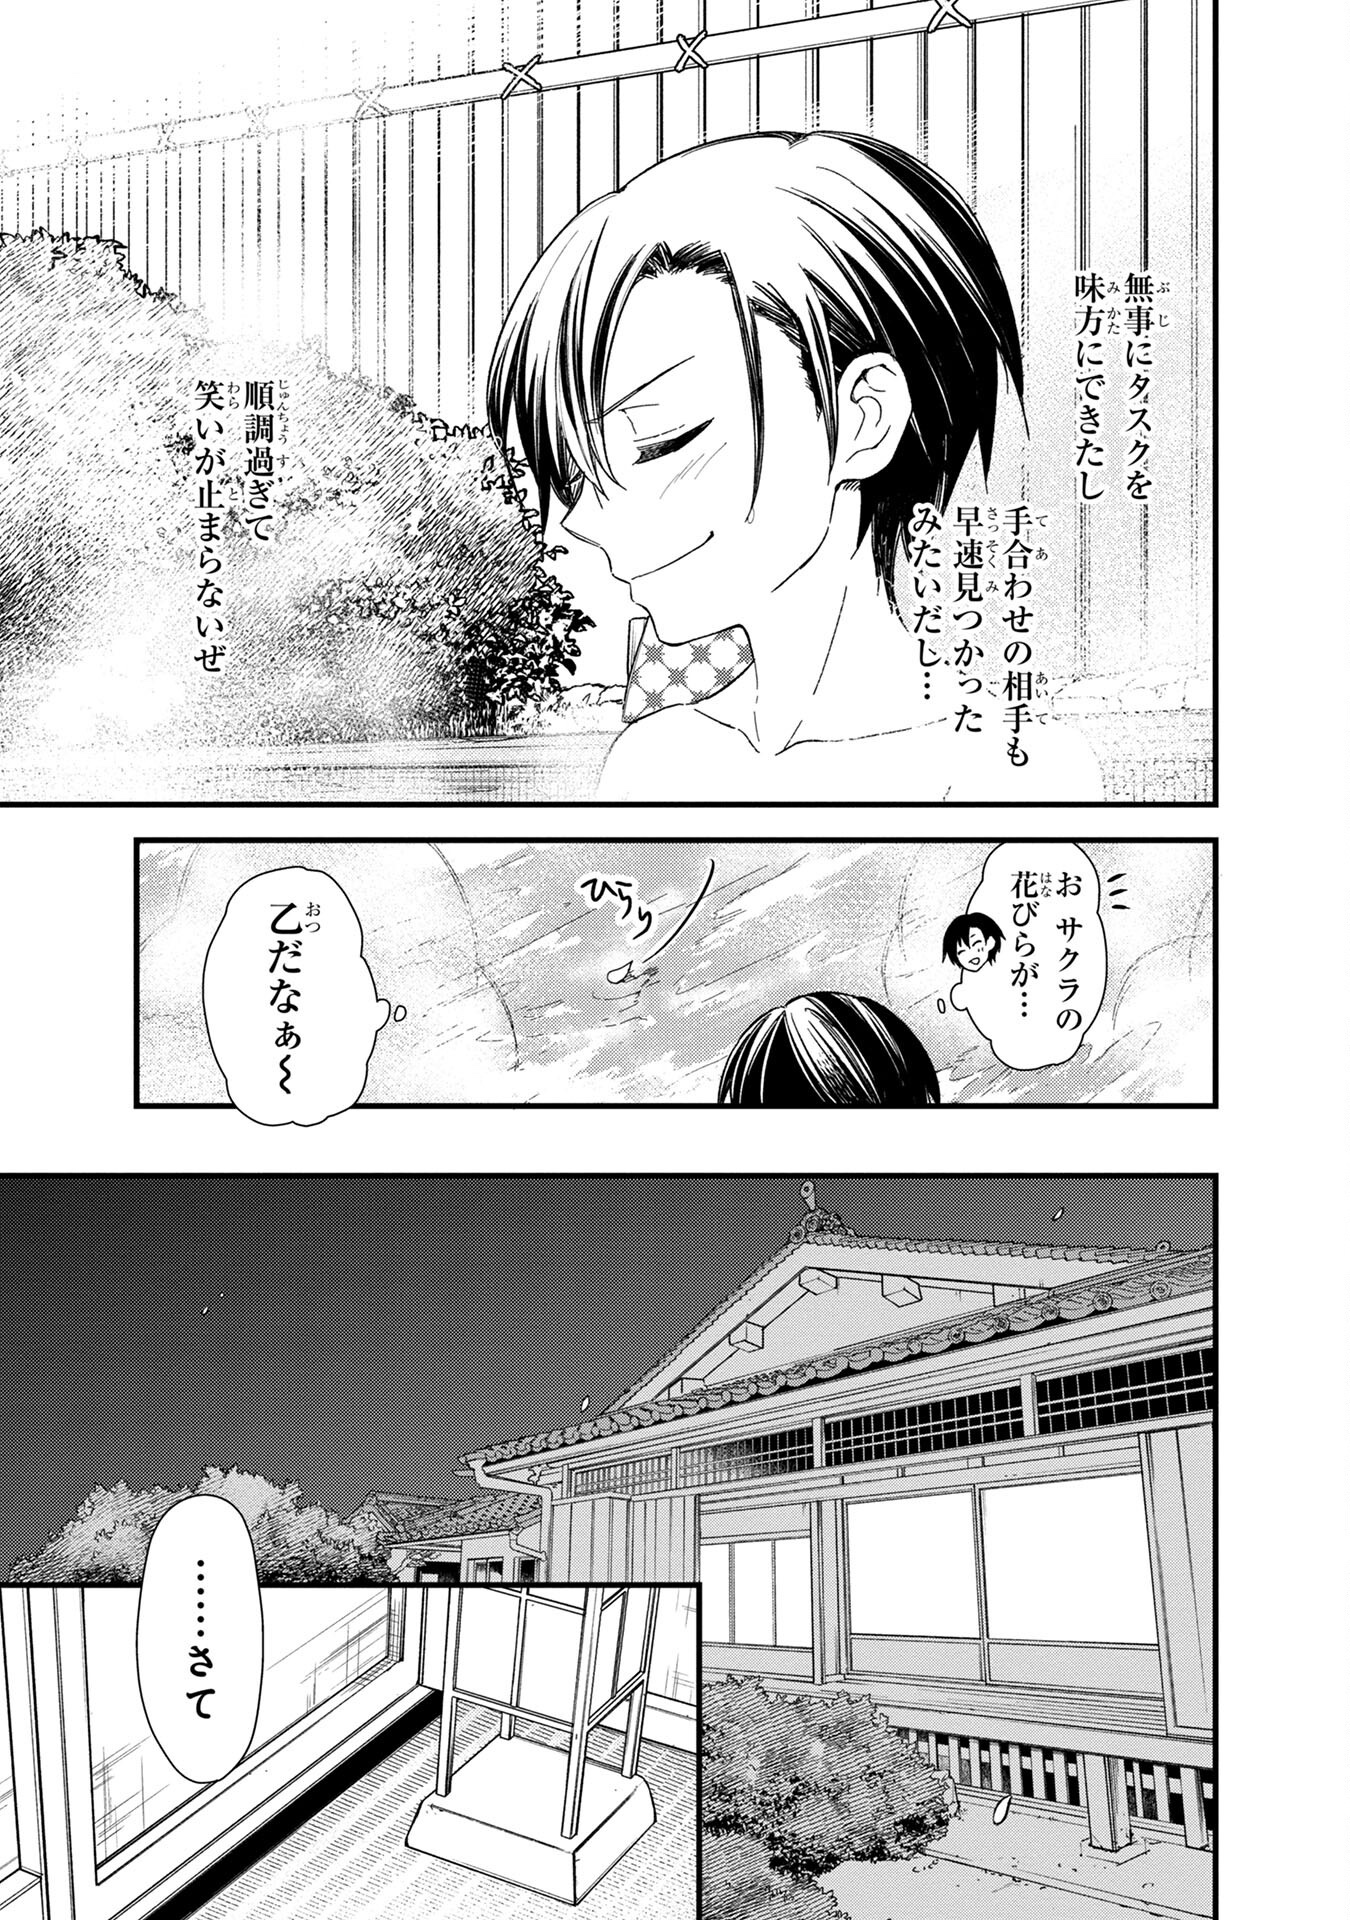 無事にタスクを
味方にできたし
手合わせの相手も
早速見つかった
みたいだし…
順調過ぎて
笑いが止まらないぜ
お サクラの
花びらが…
ひらり
乙だなぁ～
………さて